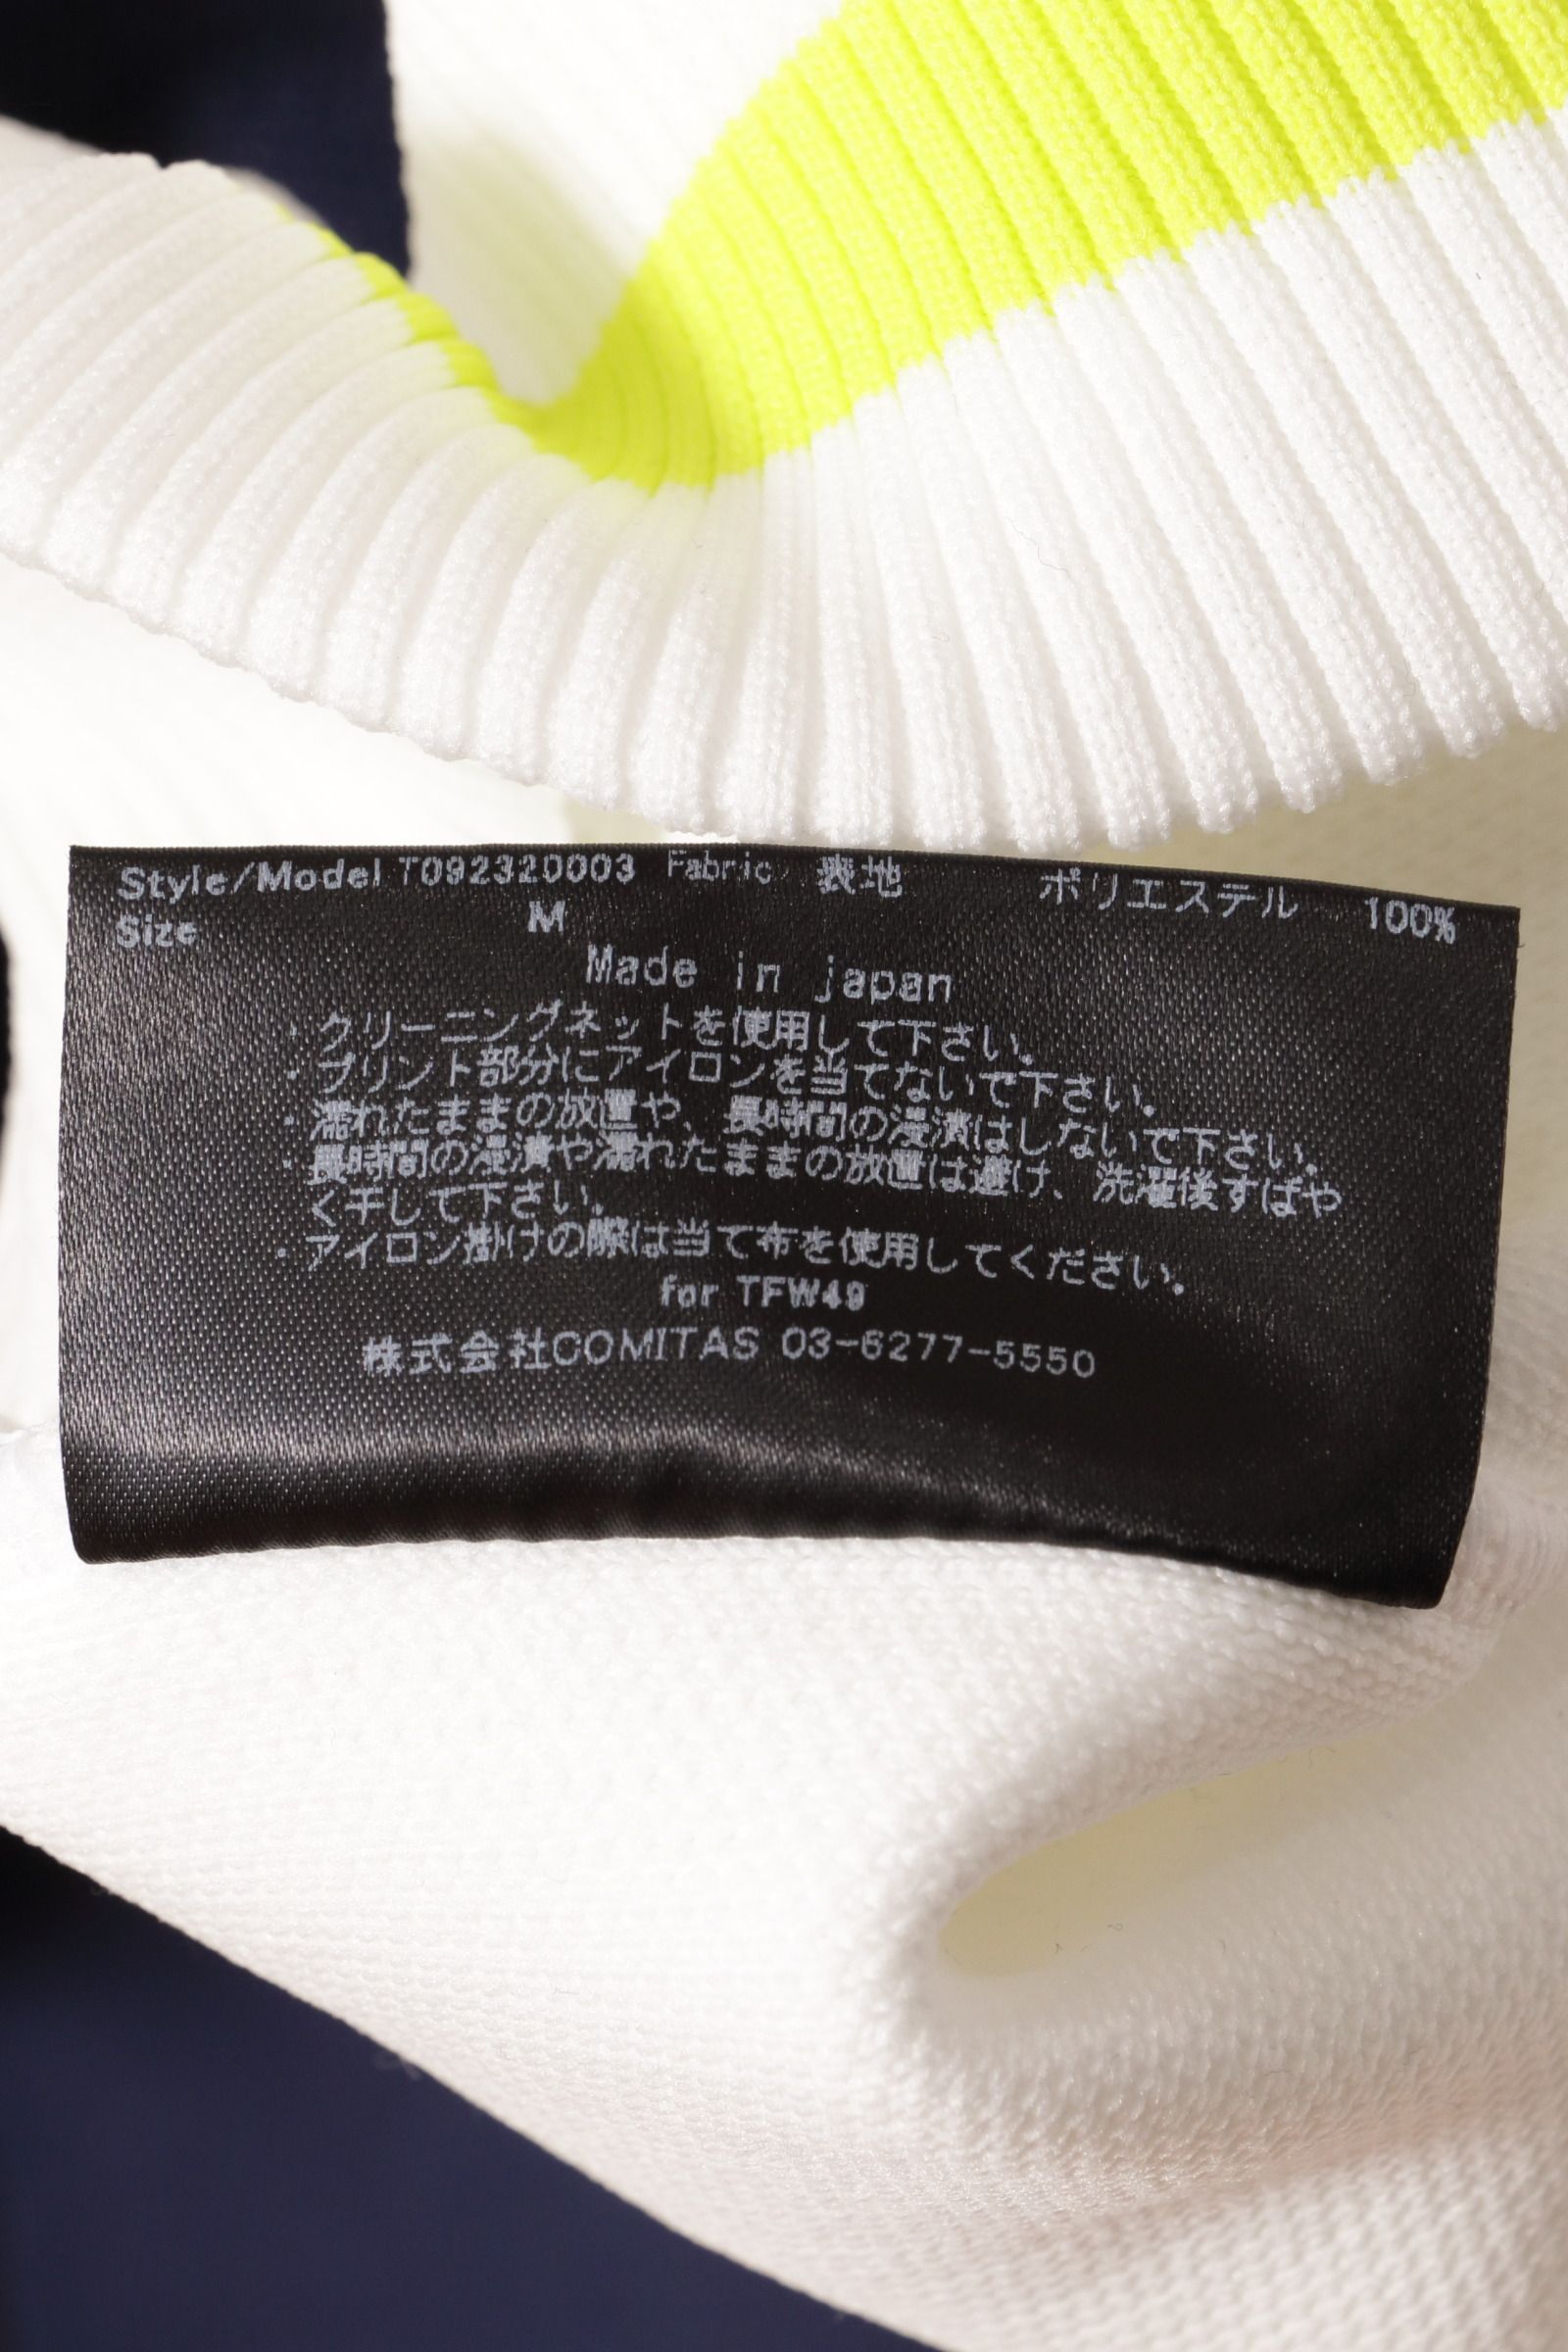 Style/Model T092320003 Fabric 表地 ポリエステル 100%
Size M
Made in japan
・クリーニングネットを使用して下さい。
・プリント部分にアイロンを当てないで下さい。
・濡れたままの放置や、長時間の浸漬はしないで下さい。
・長時間の浸漬や濡れたままの放置は避け、洗濯後すばや
く干して下さい。
・アイロン掛けの際は当て布を使用してください。
for TFW49
株式会社COMITAS 03-6277-5550